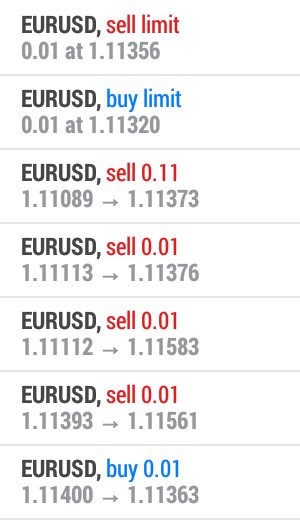 EURUSD, sell limit
0.01 at 1.11356
EURUSD, buy limit
0.01 at 1.11320
EURUSD, sell 0.11
1.11089 → 1.11373
EURUSD, sell 0.01
1.11113 → 1.11376
EURUSD, sell 0.01
1.11112 → 1.11583
EURUSD, sell 0.01
1.11393 → 1.11561
EURUSD, buy 0.01
1.11400 → 1.11363